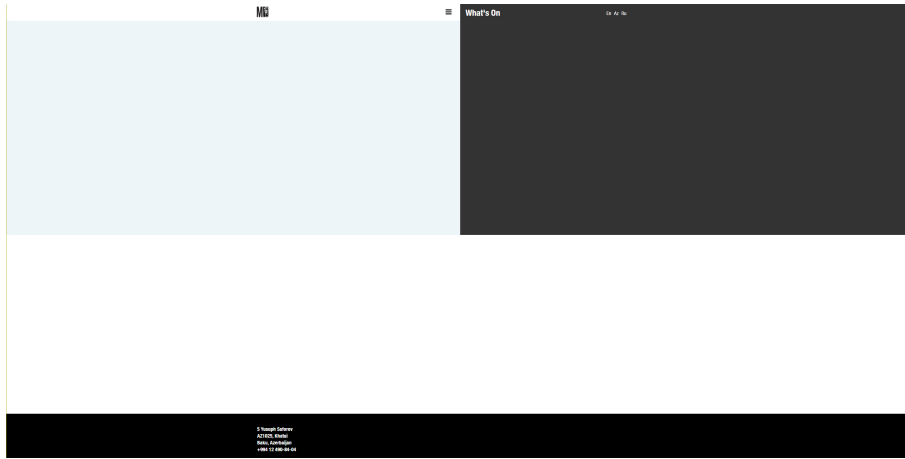 What's On
En Az Ru
5 Yusuph Safarov
AZ1025, Khatai
Baku, Azerbaijan
+994 12 490-84-04